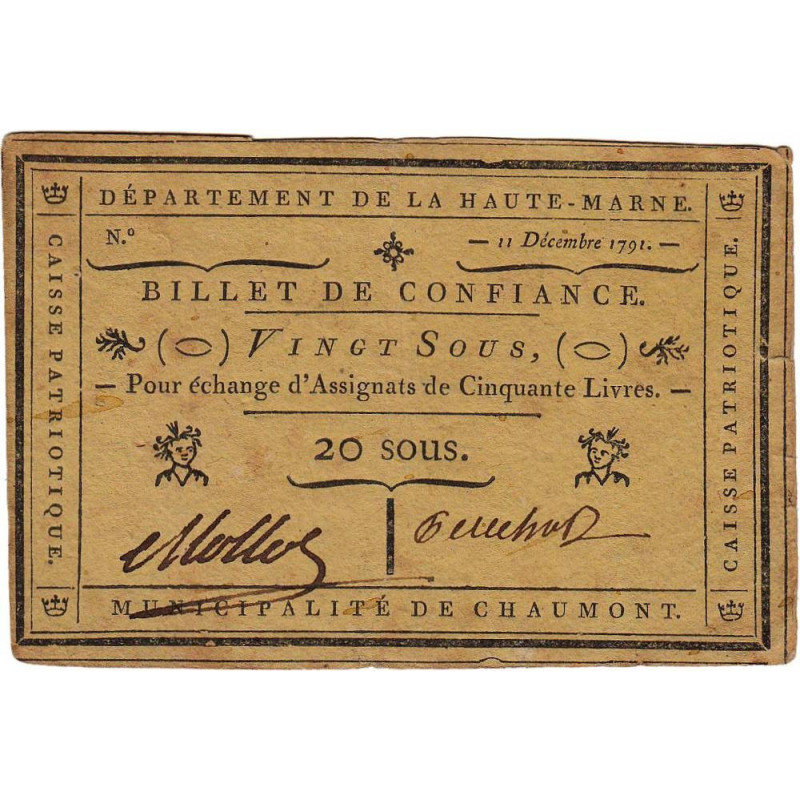 DÉPARTEMENT DE LA HAUTE-MARNE.
N.º — 11 Décembre 1791. —
BILLET DE CONFIANCE.
VINGT SOUS,
— Pour échange d'Assignats de Cinquante Livres. —
20 SOUS.
MUNICIPALITÉ DE CHAUMONT.
CAISSE PATRIOTIQUE.
CAISSE PATRIOTIQUE.